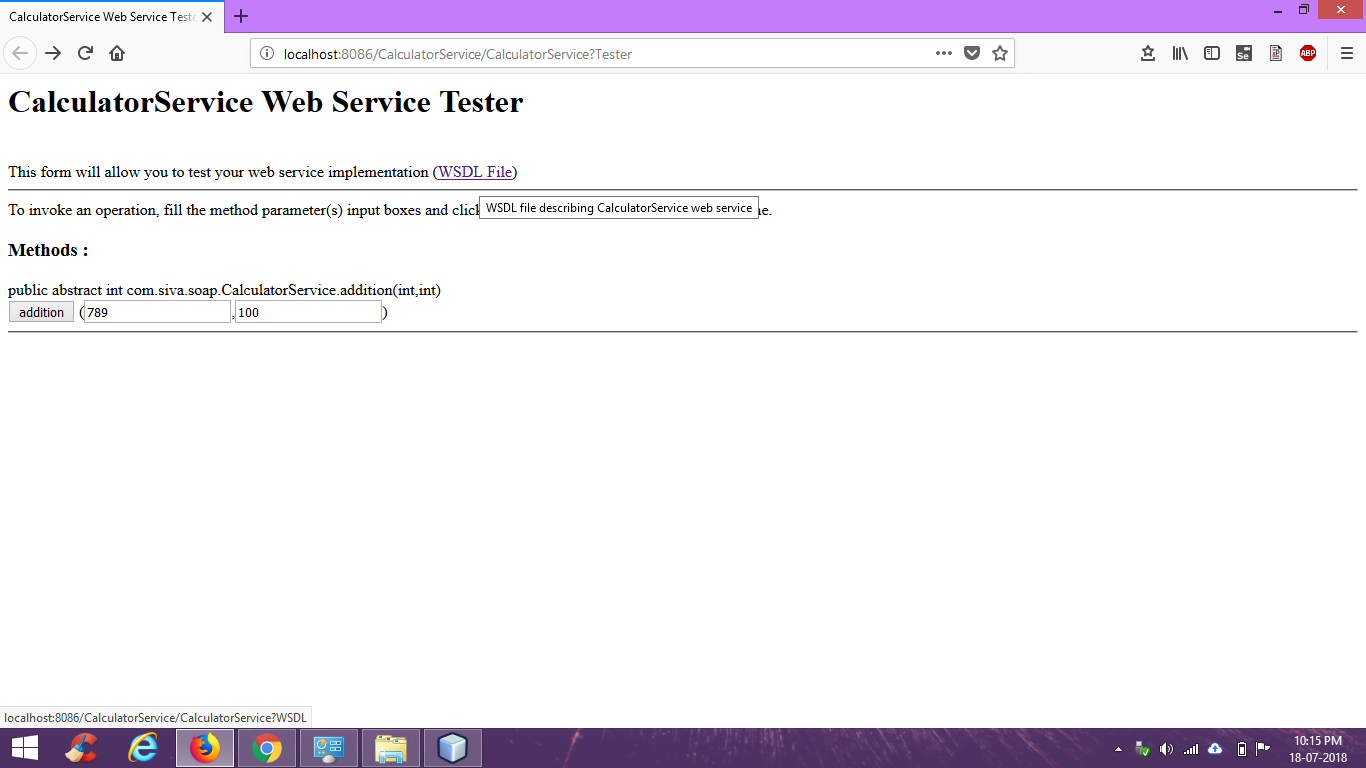 CalculatorService Web Service Teste
localhost:8086/CalculatorService/CalculatorService?Tester
Se
ABP
CalculatorService Web Service Tester
This form will allow you to test your web service implementation (WSDL File)
To invoke an operation, fill the method parameter(s) input boxes and click
WSDL file describing CalculatorService web service
Methods :
public abstract int com.siva.soap.CalculatorService.addition(int,int)
addition (789,100)
localhost:8086/CalculatorService/CalculatorService?WSDL
10:15 PM
18-07-2018